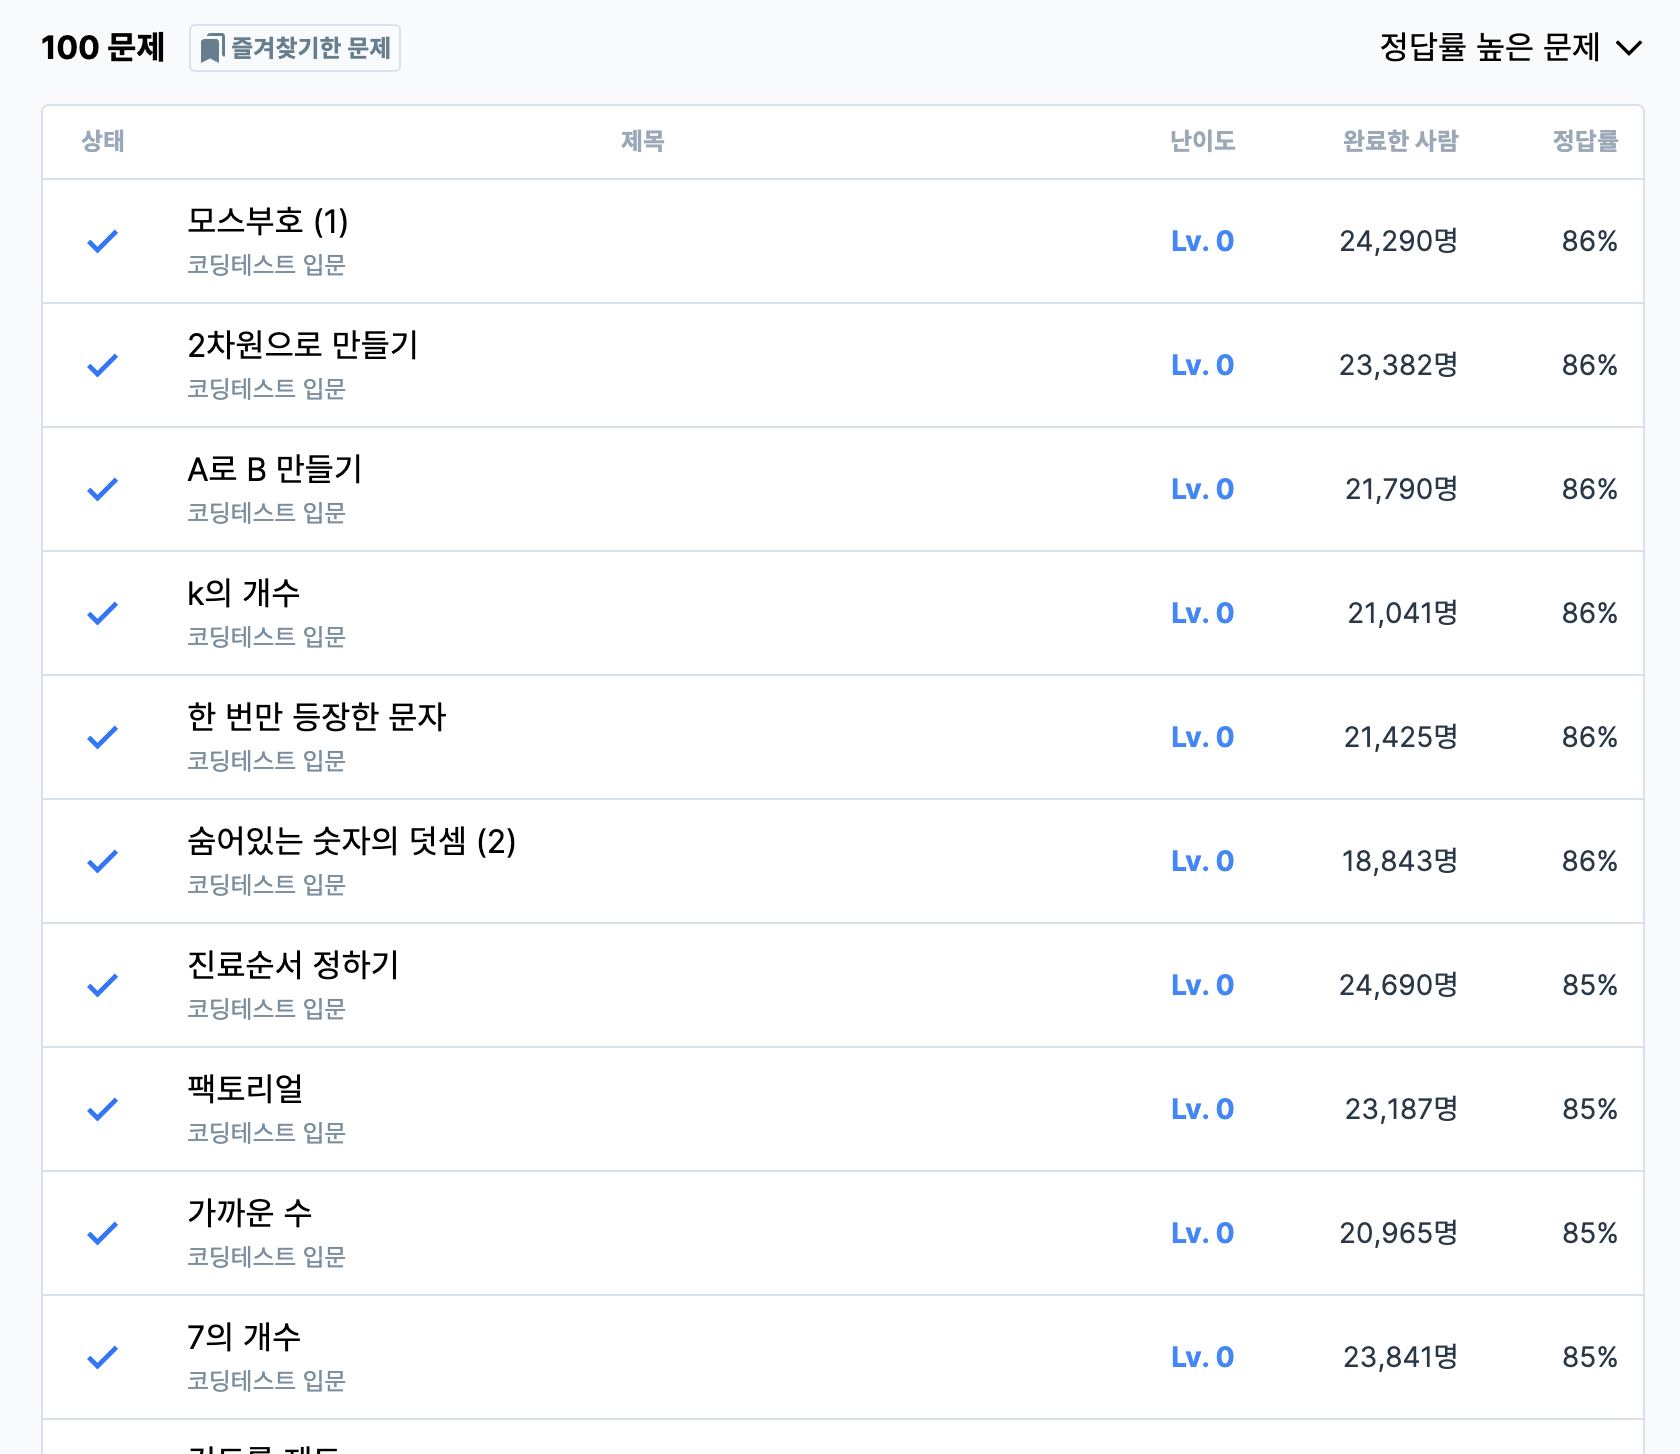 100 문제 즐겨찾기한 문제 정답률 높은 문제
상태 제목 난이도 완료한 사람 정답률
모스부호 (1)
코딩테스트 입문
Lv. 0 24,290명 86%
2차원으로 만들기
코딩테스트 입문
Lv. 0 23,382명 86%
A로 B 만들기
코딩테스트 입문
Lv. 0 21,790명 86%
k의 개수
코딩테스트 입문
Lv. 0 21,041명 86%
한 번만 등장한 문자
코딩테스트 입문
Lv. 0 21,425명 86%
숨어있는 숫자의 덧셈 (2)
코딩테스트 입문
Lv. 0 18,843명 86%
진료순서 정하기
코딩테스트 입문
Lv. 0 24,690명 85%
팩토리얼
코딩테스트 입문
Lv. 0 23,187명 85%
가까운 수
코딩테스트 입문
Lv. 0 20,965명 85%
7의 개수
코딩테스트 입문
Lv. 0 23,841명 85%